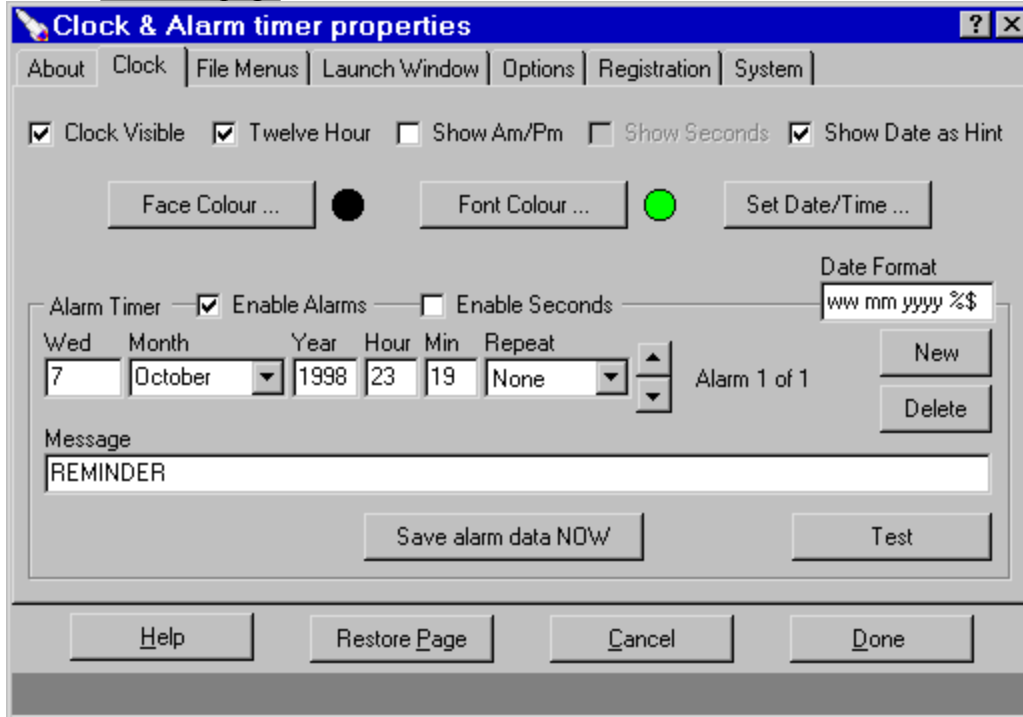 Clock & Alarm timer properties
About Clock File Menus Launch Window Options Registration System
Clock Visible Twelve Hour Show Am/Pm Show Seconds Show Date as Hint
Face Colour ... Font Colour ... Set Date/Time ...
Date Format
Alarm Timer Enable Alarms Enable Seconds ww mm yyyy %$
Wed Month Year Hour Min Repeat New
7 October 1998 23 19 None Alarm 1 of 1
Delete
Message
REMINDER
Save alarm data NOW Test
Help Restore Page Cancel Done